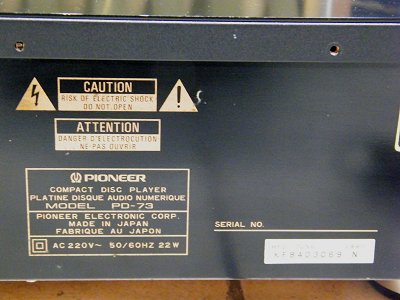 CAUTION
RISK OF ELECTRIC SHOCK
DO NOT OPEN
ATTENTION
DANGER D'ELECTROCUTION
NE PAS OUVRIR
PIONEER
COMPACT DISC PLAYER
PLATINE DISQUE AUDIO NUMERIQUE
MODEL PD-73
PIONEER ELECTRONIC CORP.
MADE IN JAPAN
FABRIQUE AU JAPON
AC 220V~ 50/60HZ 22W
SERIAL NO.